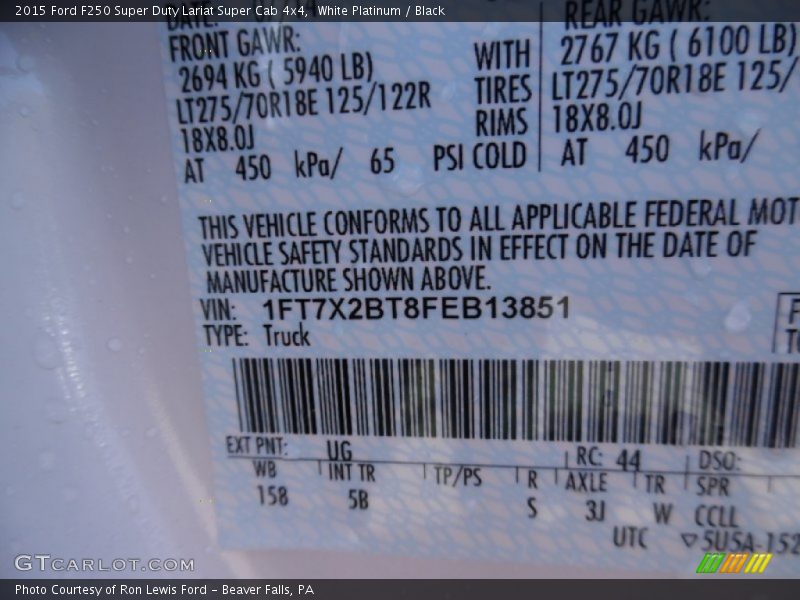 2015 Ford F250 Super Duty Lariat Super Cab 4x4, White Platinum / Black
DATE:
REAR GAWR:
FRONT GAWR:
2694 KG ( 5940 LB)
LT275/70R18E 125/122R
18X8.0J
AT 450 kPa/ 65 PSI COLD
WITH
TIRES
RIMS
2767 KG ( 6100 LB)
LT275/70R18E 125/
18X8.0J
AT 450 kPa/
THIS VEHICLE CONFORMS TO ALL APPLICABLE FEDERAL MOT
VEHICLE SAFETY STANDARDS IN EFFECT ON THE DATE OF
MANUFACTURE SHOWN ABOVE.
VIN: 1FT7X2BT8FEB13851
TYPE: Truck
EXT PNT: UG RC: 44 DSO:
WB INT TR TP/PS R AXLE TR SPR
158 5B S 3J W CCLL
UTC ▽5U5A-152
GTCARLOT.COM
Photo Courtesy of Ron Lewis Ford – Beaver Falls, PA